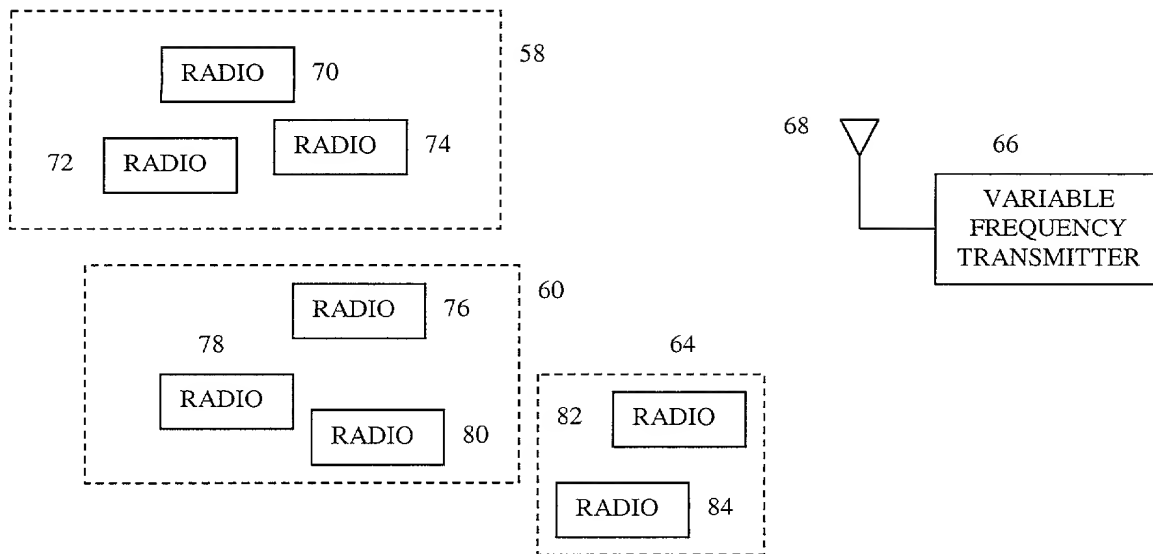 58
RADIO 70
68
66
RADIO 74
72 RADIO
VARIABLE
FREQUENCY
TRANSMITTER
60
RADIO 76
78
64
RADIO
82 RADIO
RADIO 80
RADIO 84